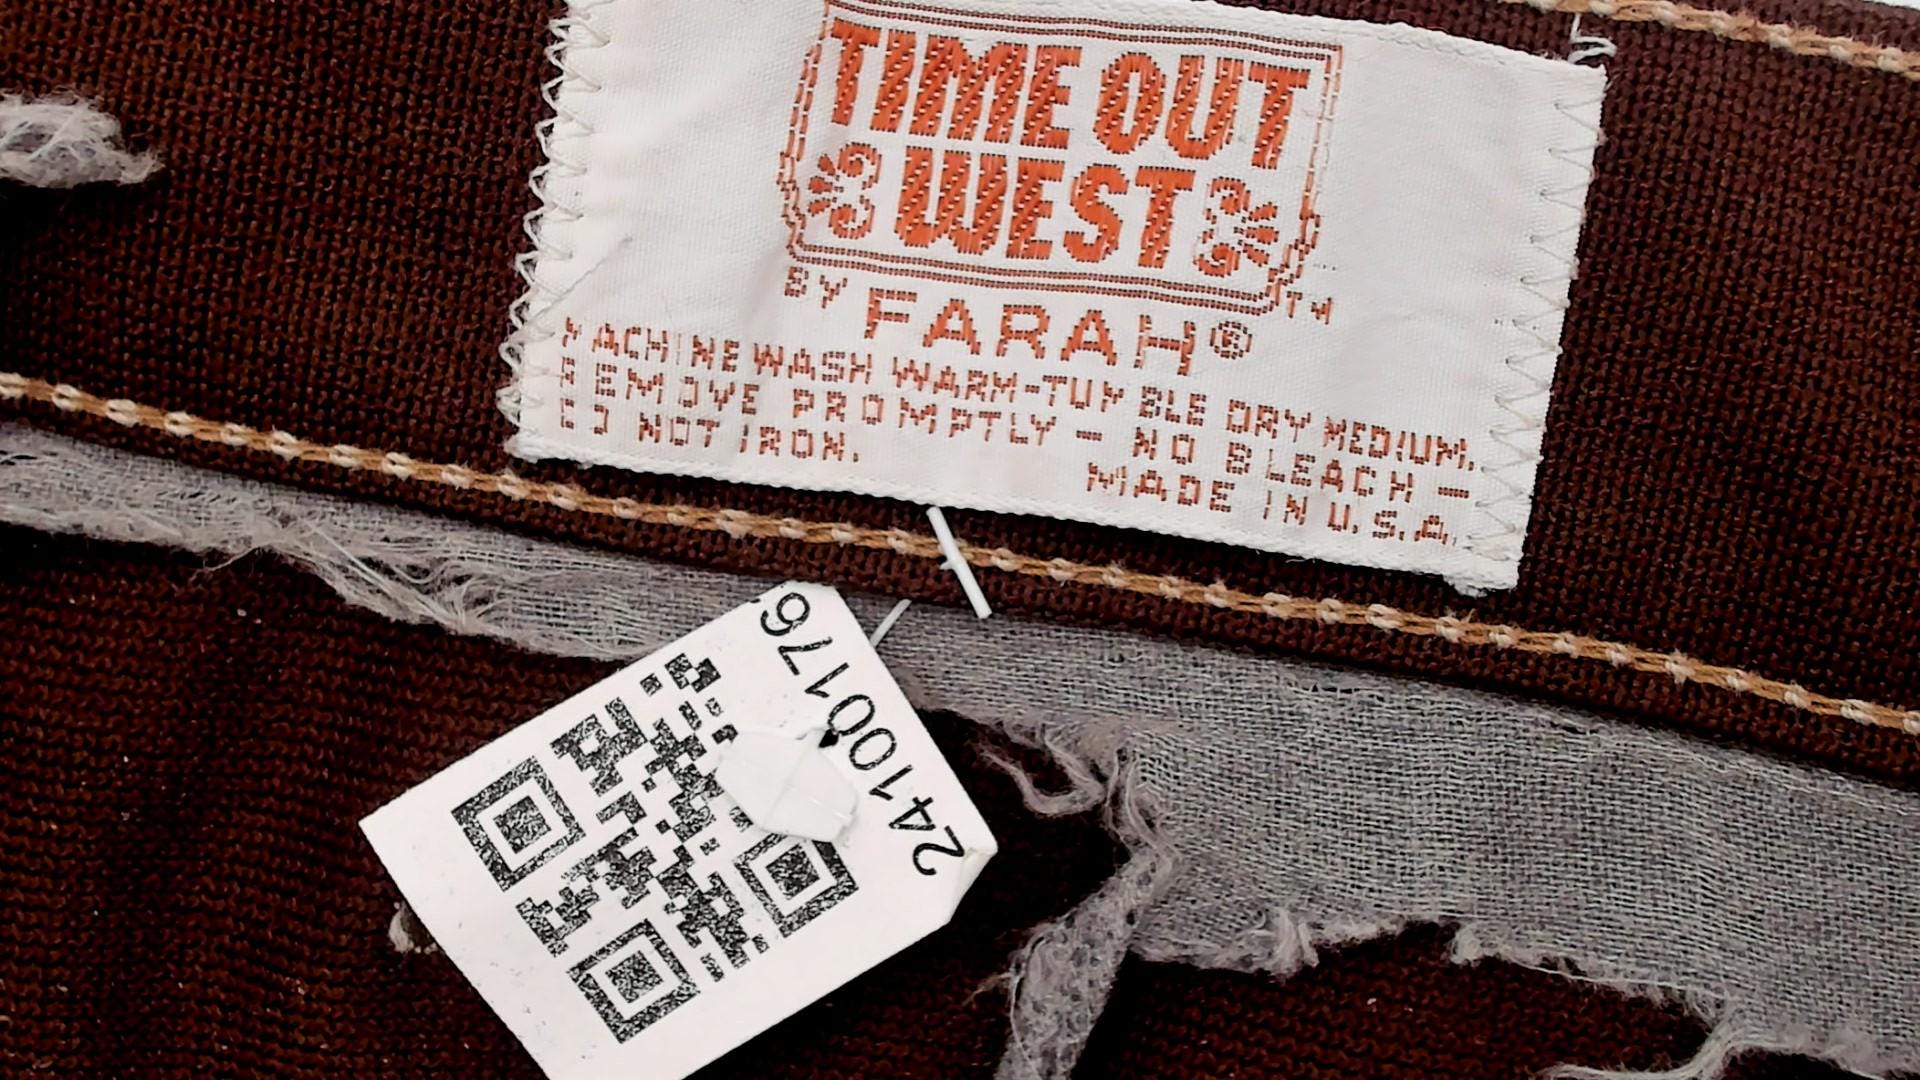 TIME OUT
WEST
BY FARAH® TM
MACHINE WASH WARM-TUMBLE DRY MEDIUM.
REMOVE PROMPTLY - NO BLEACH -
DO NOT IRON.
MADE IN U.S.A.
24100176